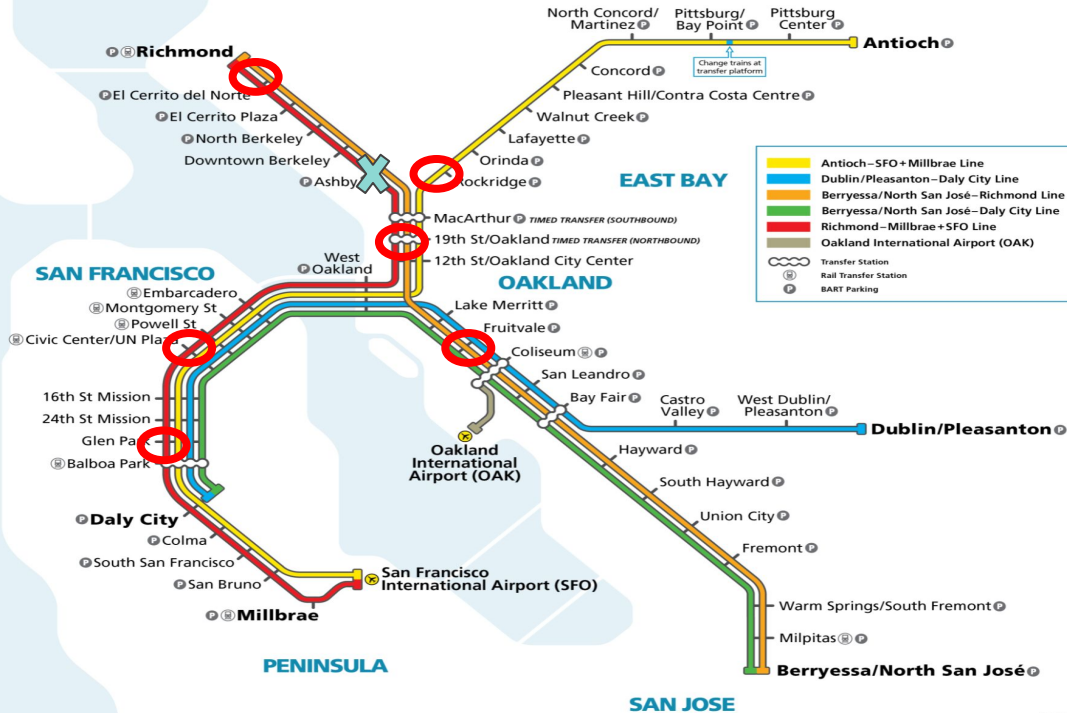 North Concord/
Martinez P
Pittsburg/
Bay Point P
Pittsburg
Center P
Antioch P
Change trains at
transfer platform
P Richmond
Concord P
P El Cerrito del Norte
Pleasant Hill/Contra Costa Centre P
P El Cerrito Plaza
Walnut Creek P
P North Berkeley
Lafayette P
Downtown Berkeley
Orinda P
P Ashby
Rockridge P
EAST BAY
Antioch–SFO+Millbrae Line
Dublin/Pleasanton–Daly City Line
Berryessa/North San José–Richmond Line
Berryessa/North San José–Daly City Line
Richmond–Millbrae+SFO Line
Oakland International Airport (OAK)
Transfer Station
Rail Transfer Station
P BART Parking
MacArthur P TIMED TRANSFER (SOUTHBOUND)
19th St/Oakland TIMED TRANSFER (NORTHBOUND)
12th St/Oakland City Center
West
P Oakland
SAN FRANCISCO
OAKLAND
Embarcadero
Montgomery St
Powell St
Civic Center/UN Plaza
Lake Merritt P
Fruitvale P
Coliseum P
San Leandro P
Bay Fair P
Castro
Valley P
West Dublin/
Pleasanton P
Dublin/Pleasanton P
16th St Mission
24th St Mission
Glen Park
Balboa Park
Oakland
International
Airport (OAK)
Hayward P
South Hayward P
Union City P
Fremont P
P Daly City
P Colma
P South San Francisco
P San Bruno
San Francisco
International Airport (SFO)
P Millbrae
Warm Springs/South Fremont P
Milpitas P
Berryessa/North San José P
PENINSULA
SAN JOSE